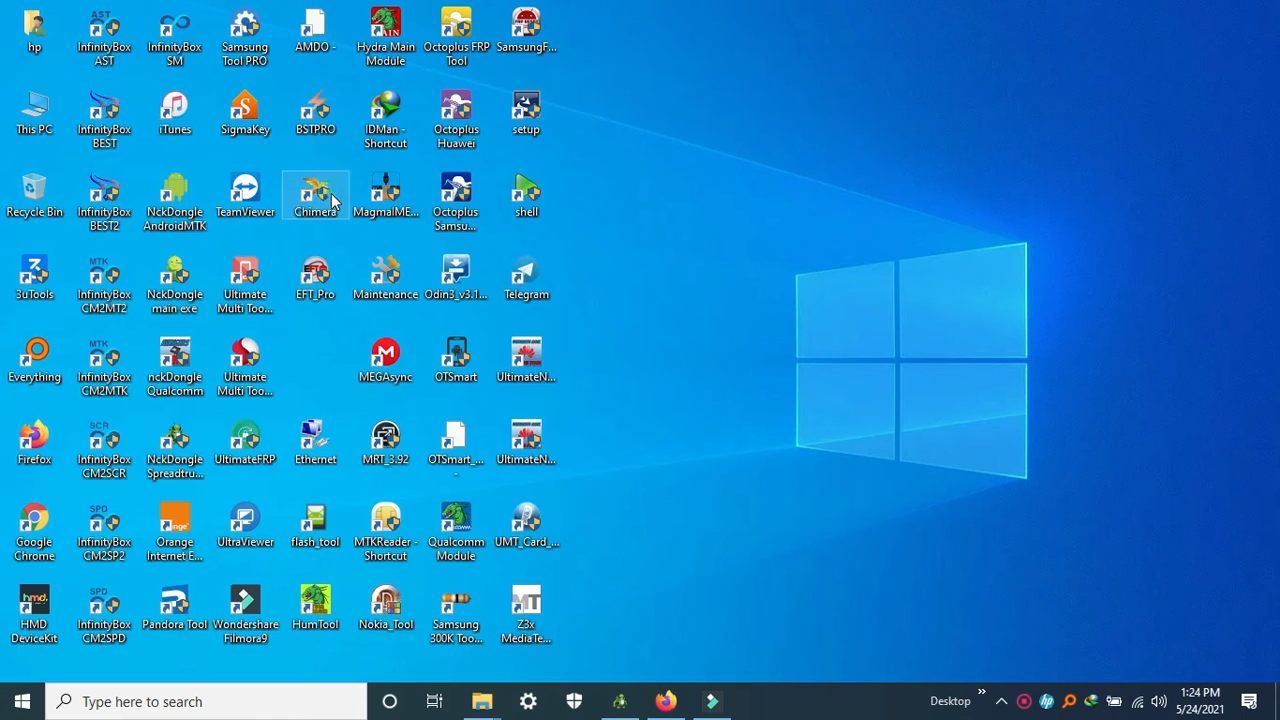 hp
InfinityBox
AST
InfinityBox
SM
Samsung
Tool PRO
AMDO -
Hydra Main
Module
Octoplus FRP
Tool
SamsungF...
This PC
InfinityBox
BEST
iTunes
SigmaKey
BSTPRO
IDMan -
Shortcut
Octoplus
Huawei
setup
Recycle Bin
InfinityBox
BEST2
NckDongle
AndroidMTK
TeamViewer
Chimera
MagmaIME...
Octoplus
Samsu...
shell
3uTools
InfinityBox
CM2MT2
NckDongle
main exe
Ultimate
Multi Too...
EFT_Pro
Maintenance
Odin3_v3.1...
Telegram
Everything
InfinityBox
CM2MTK
nckDongle
Qualcomm
Ultimate
Multi Too...
MEGAsync
OTSmart
UltimateN...
Firefox
InfinityBox
CM2SCR
NckDongle
Spreadtru...
UltimateFRP
Ethernet
MRT_3.92
OTSmart_...
-
UltimateN...
Google
Chrome
InfinityBox
CM2SP2
Orange
Internet E...
UltraViewer
flash_tool
MTKReader -
Shortcut
Qualcomm
Module
UMT_Card_...
HMD
DeviceKit
InfinityBox
CM2SPD
Pandora Tool
Wondershare
Filmora9
HumTool
Nokia_Tool
Samsung
300K Too...
Z3x
MediaTe...
Type here to search
Desktop
1:24 PM
5/24/2021